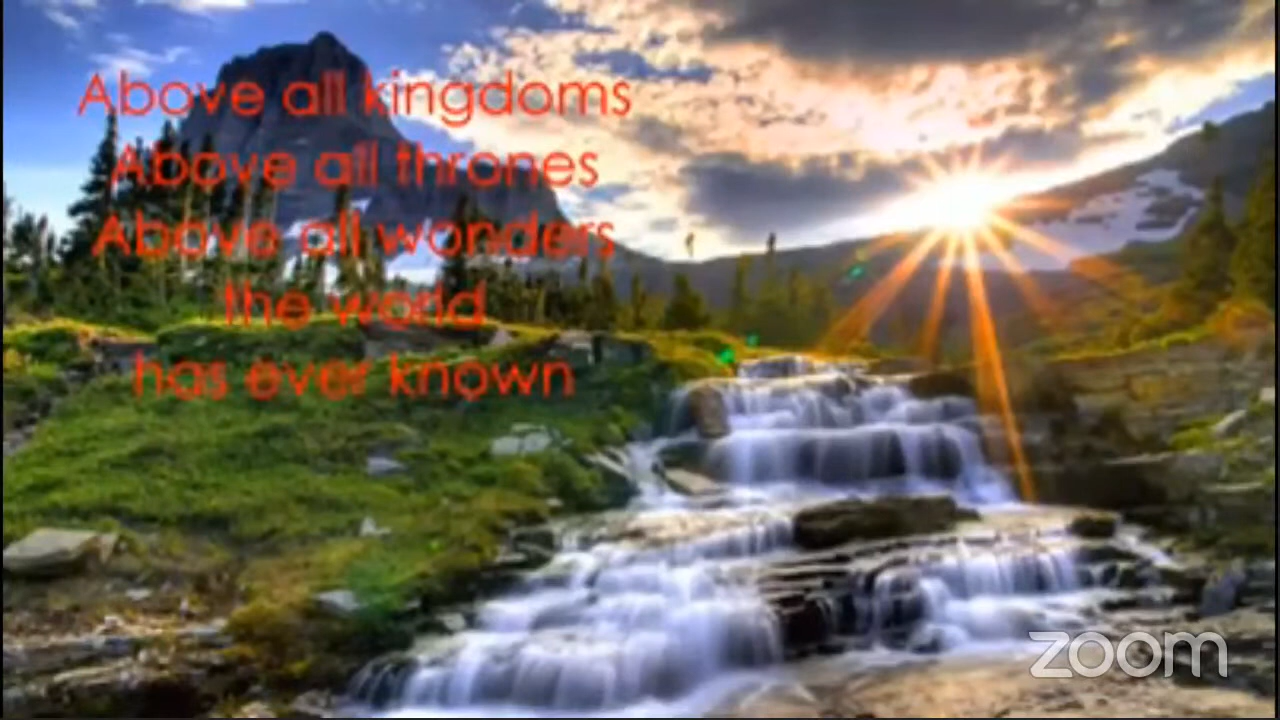 Above all kingdoms
Above all thrones
Above all wonders
the world
has ever known
zoom